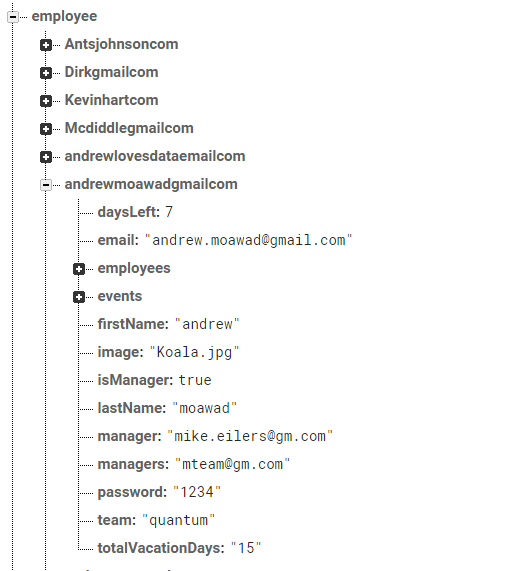 employee
Antsjohnsoncom
Dirkgmailcom
Kevinhartcom
Mcdiddlegmailcom
andrewlovesdataemailcom
andrewmoawadgmailcom
daysLeft: 7
email: "andrew.moawad@gmail.com"
employees
events
firstName: "andrew"
image: "Koala.jpg"
isManager: true
lastName: "moawad"
manager: "mike.eilers@gm.com"
managers: "mteam@gm.com"
password: "1234"
team: "quantum"
totalVacationDays: "15"